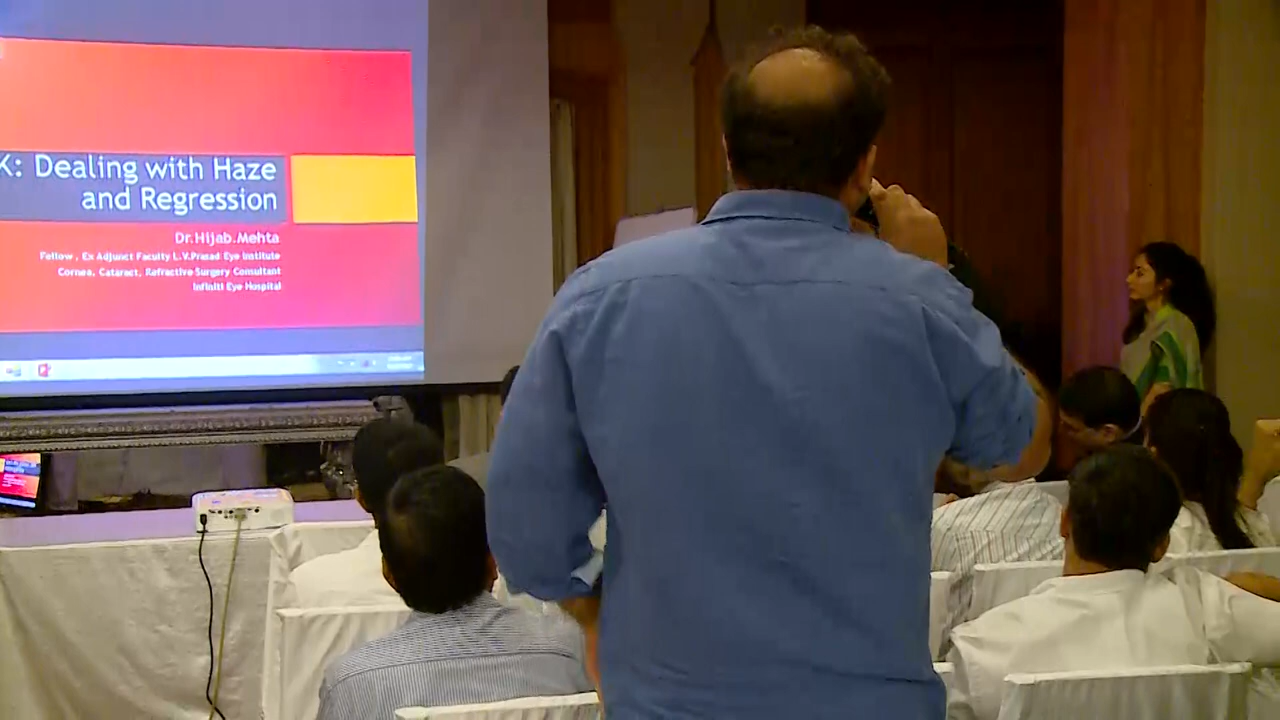 K: Dealing with Haze
and Regression
Dr.Hijab.Mehta
Fellow , Ex Adjunct Faculty L.V.Prasad Eye Institute
Cornea, Cataract, Refractive Surgery Consultant
Infiniti Eye Hospital